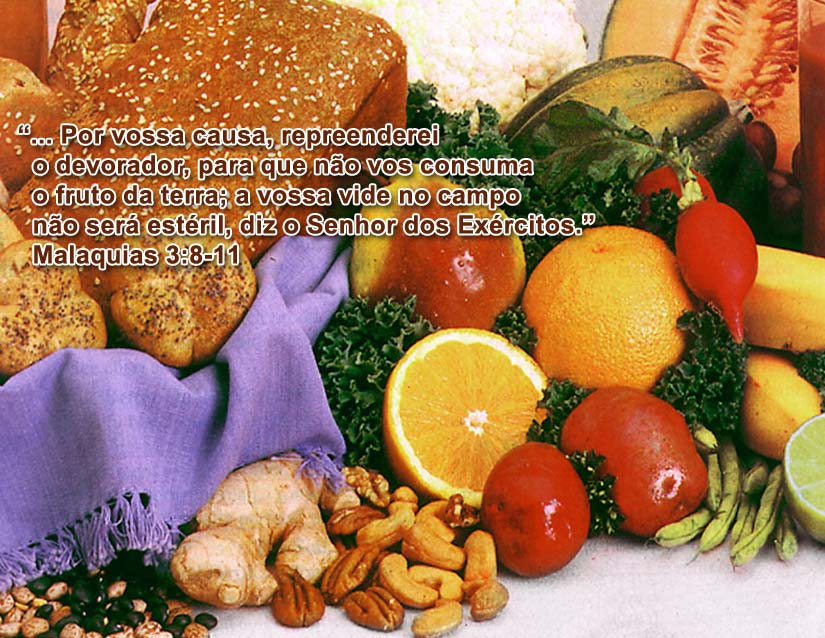 “... Por vossa causa, repreenderei
o devorador, para que não vos consuma
o fruto da terra; a vossa vide no campo
não será estéril, diz o Senhor dos Exércitos.”
Malaquias 3:8-11